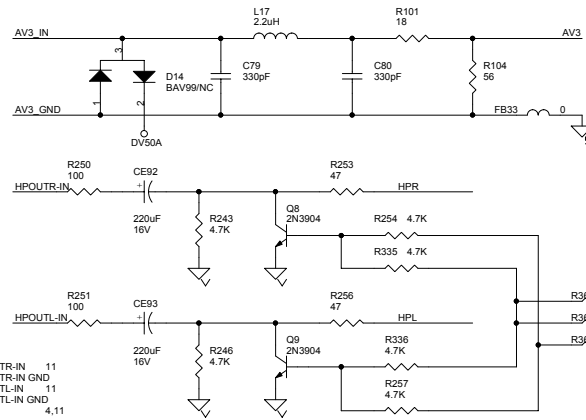 L17
2.2uH
R101
18
AV3_IN
AV3
3
D14
BAV99/NC
C79
330pF
C80
330pF
R104
56
1
2
AV3_GND
FB33
0
DV50A
R250
100
CE92
R253
47
HPOUTR-IN
+
HPR
Q8
2N3904
220uF
16V
R243
4.7K
R254 4.7K
R335 4.7K
R251
100
CE93
R256
47
HPOUTL-IN
+
HPL
Q9
2N3904
R336
4.7K
220uF
16V
R246
4.7K
R257
4.7K
TR-IN 11
TR-IN GND
TL-IN 11
TL-IN GND
4,11